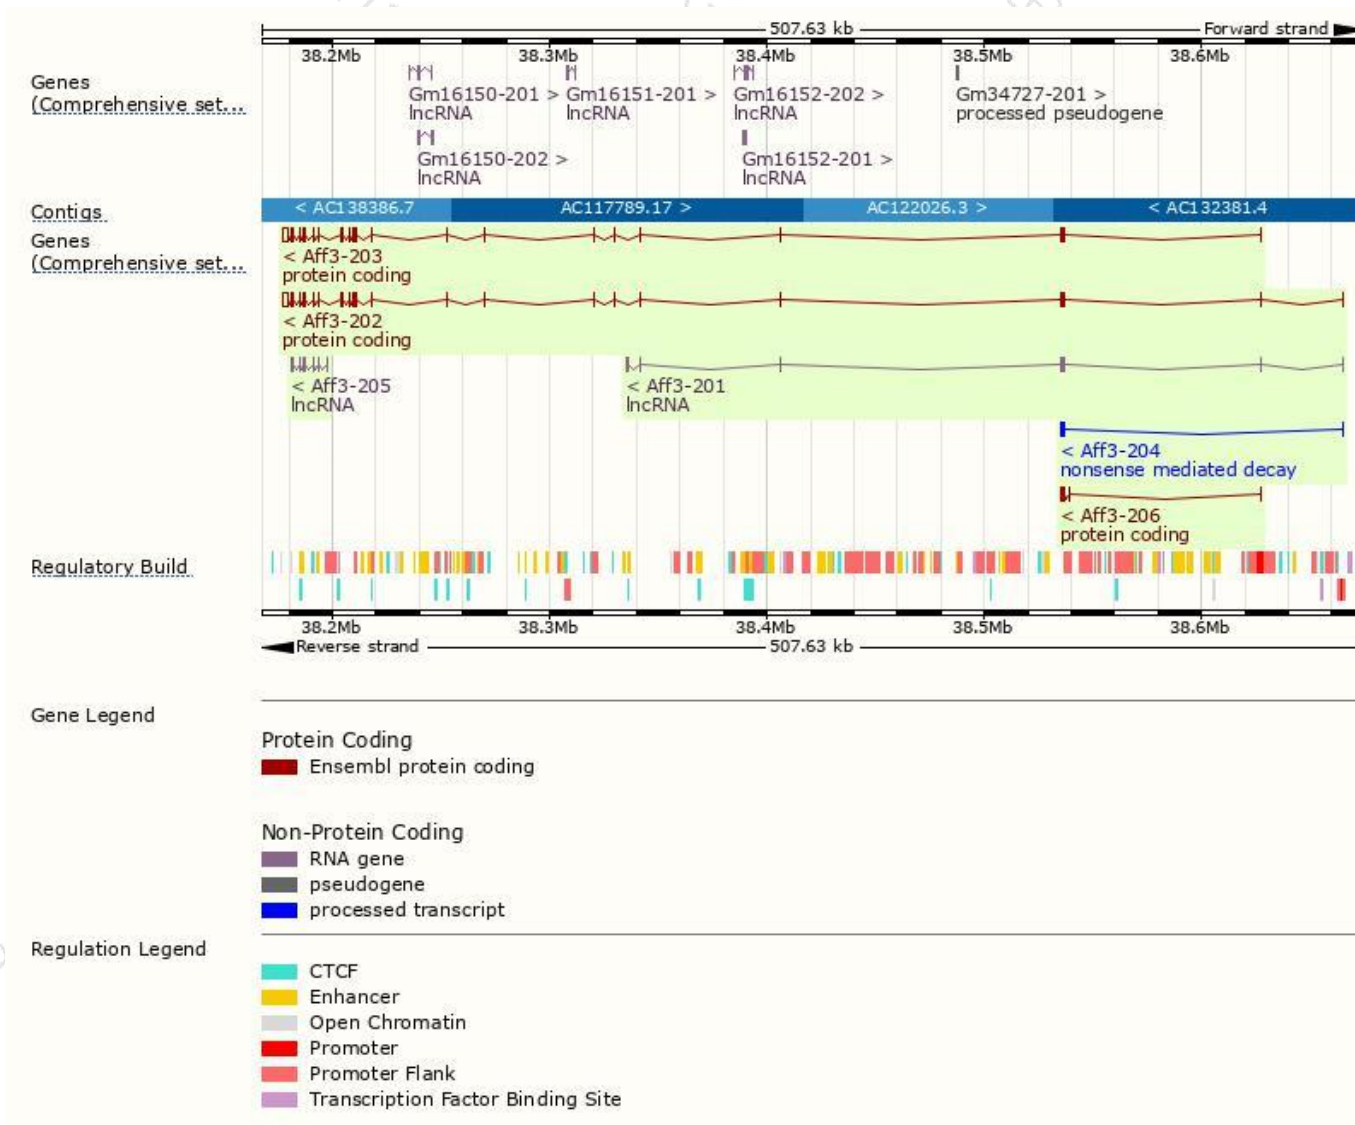 507.63 kb Forward strand
38.2Mb 38.3Mb 38.4Mb 38.5Mb 38.6Mb
Genes
(Comprehensive set...
Gm16150-201 > Gm16151-201 > Gm16152-202 > Gm34727-201 >
lncRNA lncRNA lncRNA processed pseudogene
Gm16150-202 > Gm16152-201 >
lncRNA lncRNA
Contigs < AC138386.7 AC117789.17 > AC122026.3 > < AC132381.4
Genes
(Comprehensive set...
< Aff3-203
protein coding
< Aff3-202
protein coding
< Aff3-205 < Aff3-201
lncRNA lncRNA
< Aff3-204
nonsense mediated decay
< Aff3-206
protein coding
Regulatory Build
38.2Mb 38.3Mb 38.4Mb 38.5Mb 38.6Mb
Reverse strand 507.63 kb
Gene Legend
Protein Coding
Ensembl protein coding
Non-Protein Coding
RNA gene
pseudogene
processed transcript
Regulation Legend
CTCF
Enhancer
Open Chromatin
Promoter
Promoter Flank
Transcription Factor Binding Site